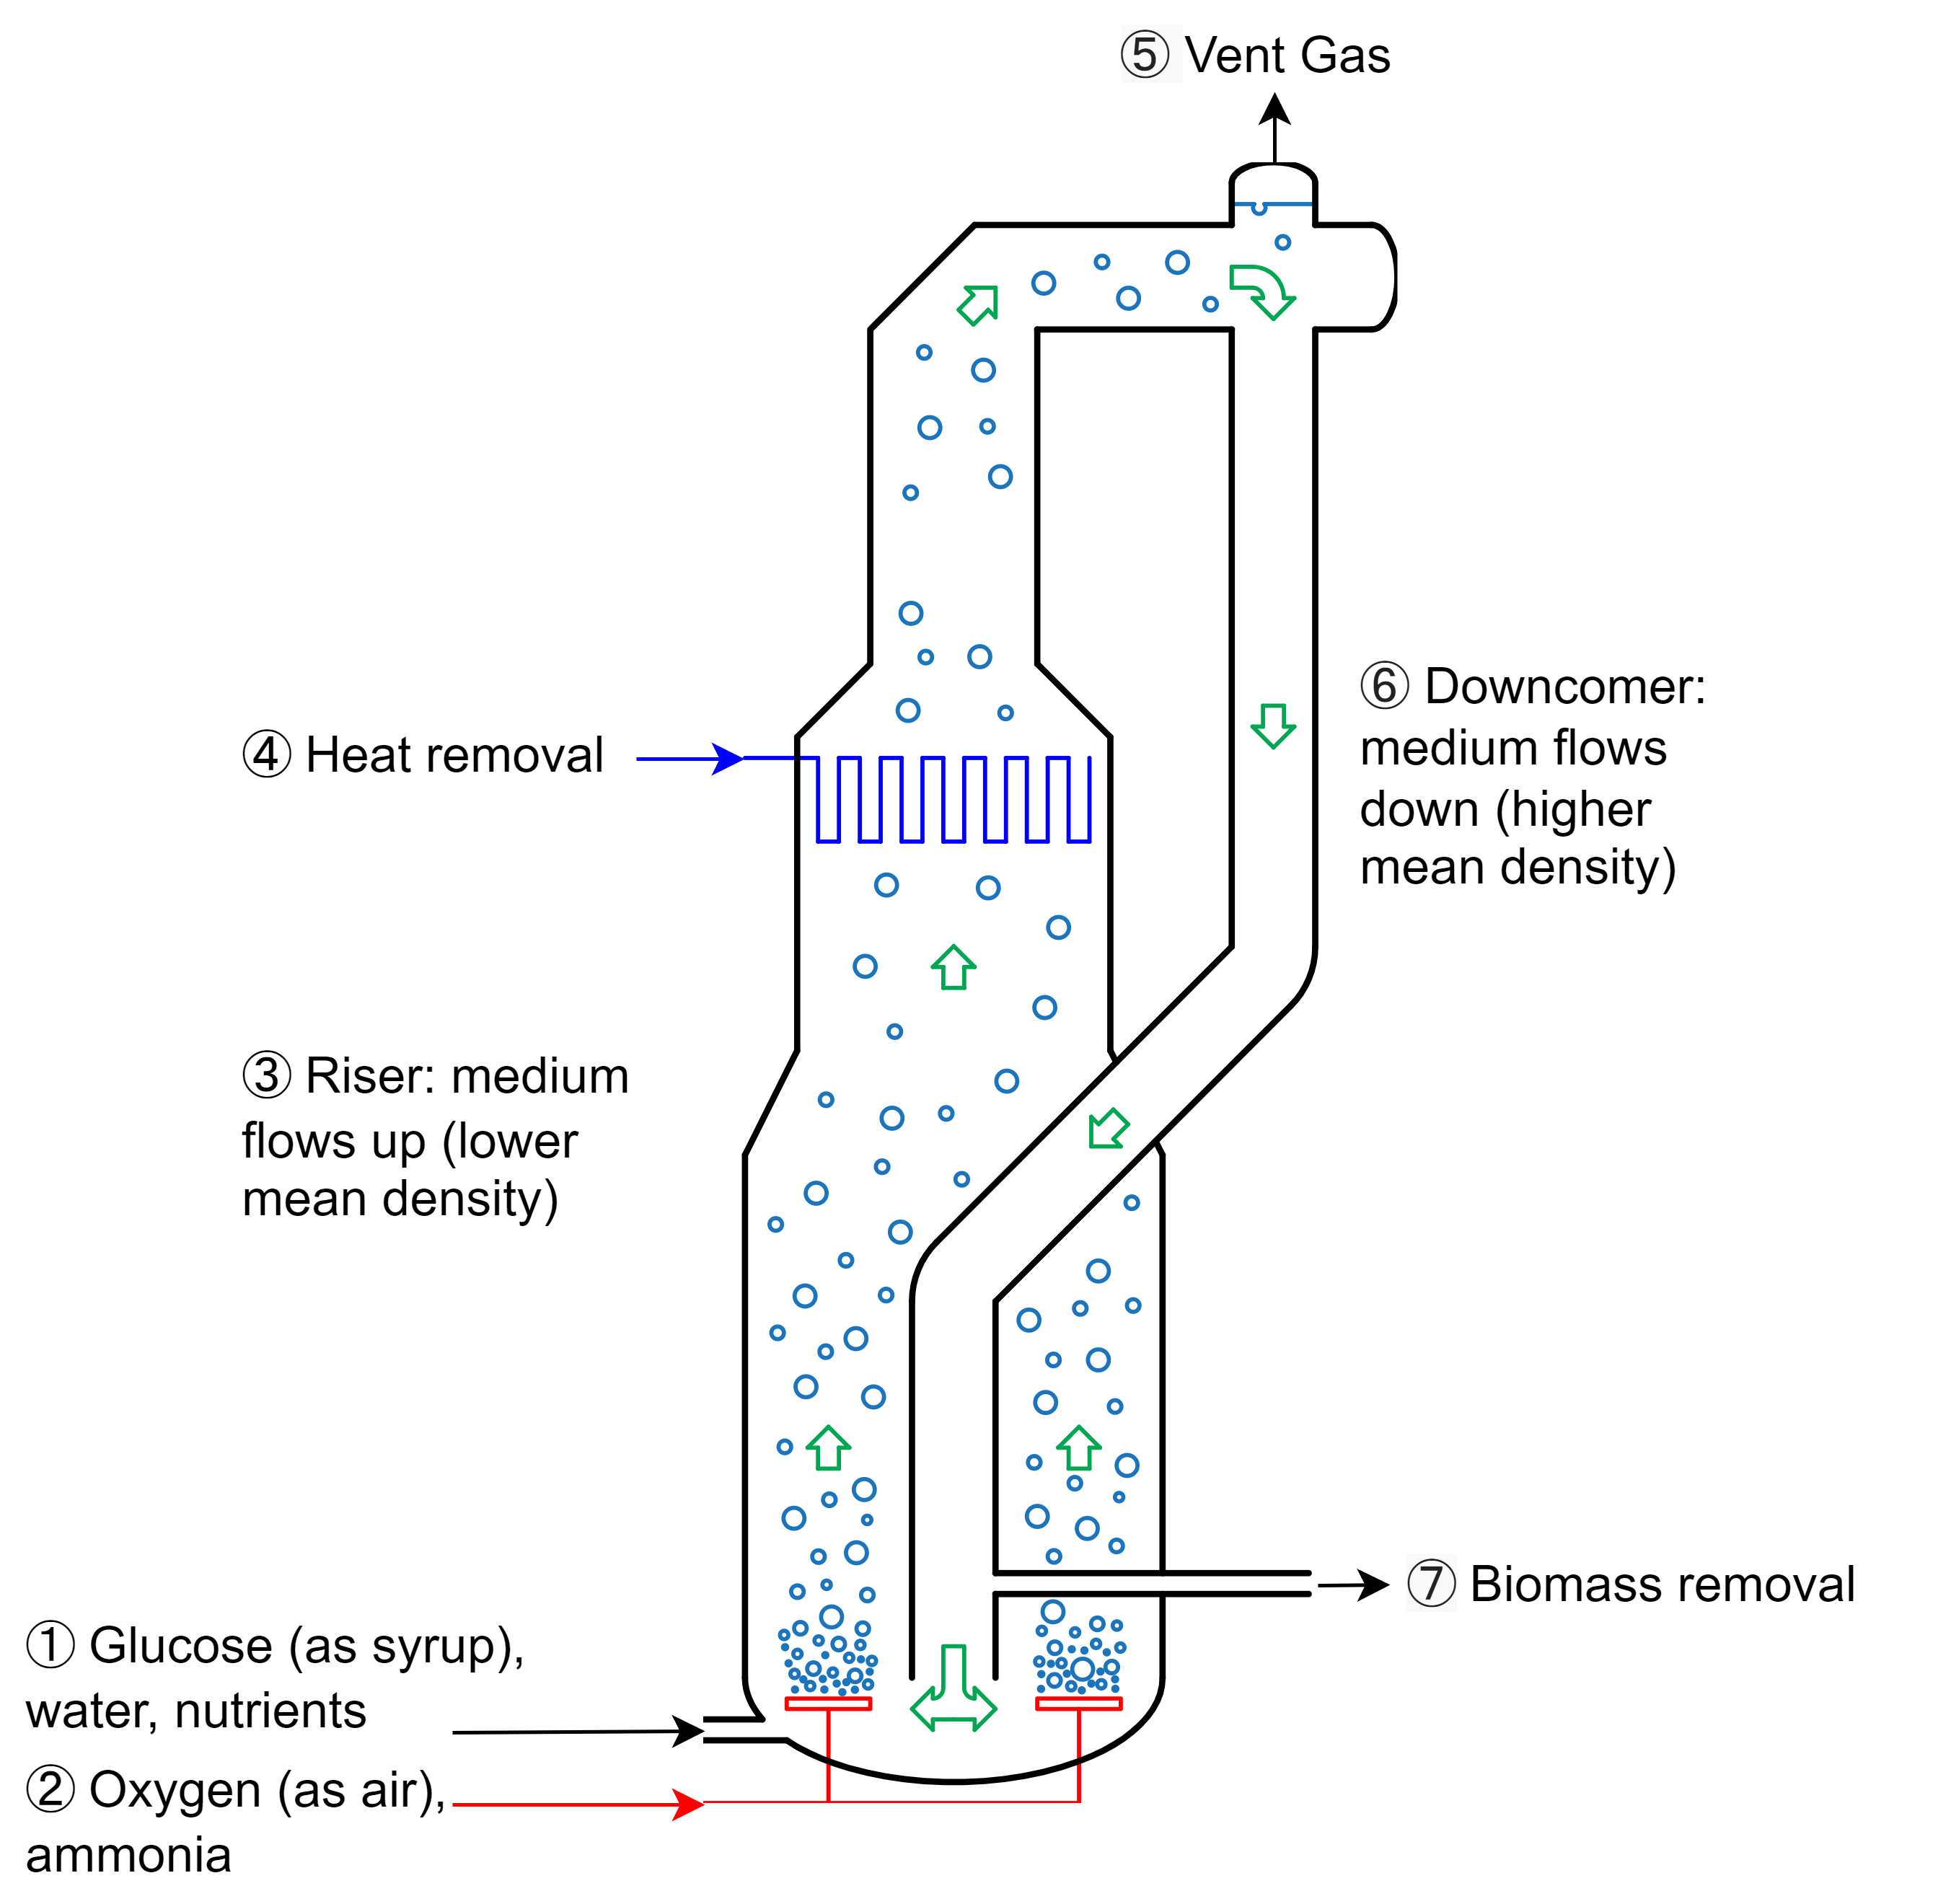 ⑤ Vent Gas
④ Heat removal
⑥ Downcomer:
medium flows
down (higher
mean density)
③ Riser: medium
flows up (lower
mean density)
⑦ Biomass removal
① Glucose (as syrup),
water, nutrients
② Oxygen (as air),
ammonia